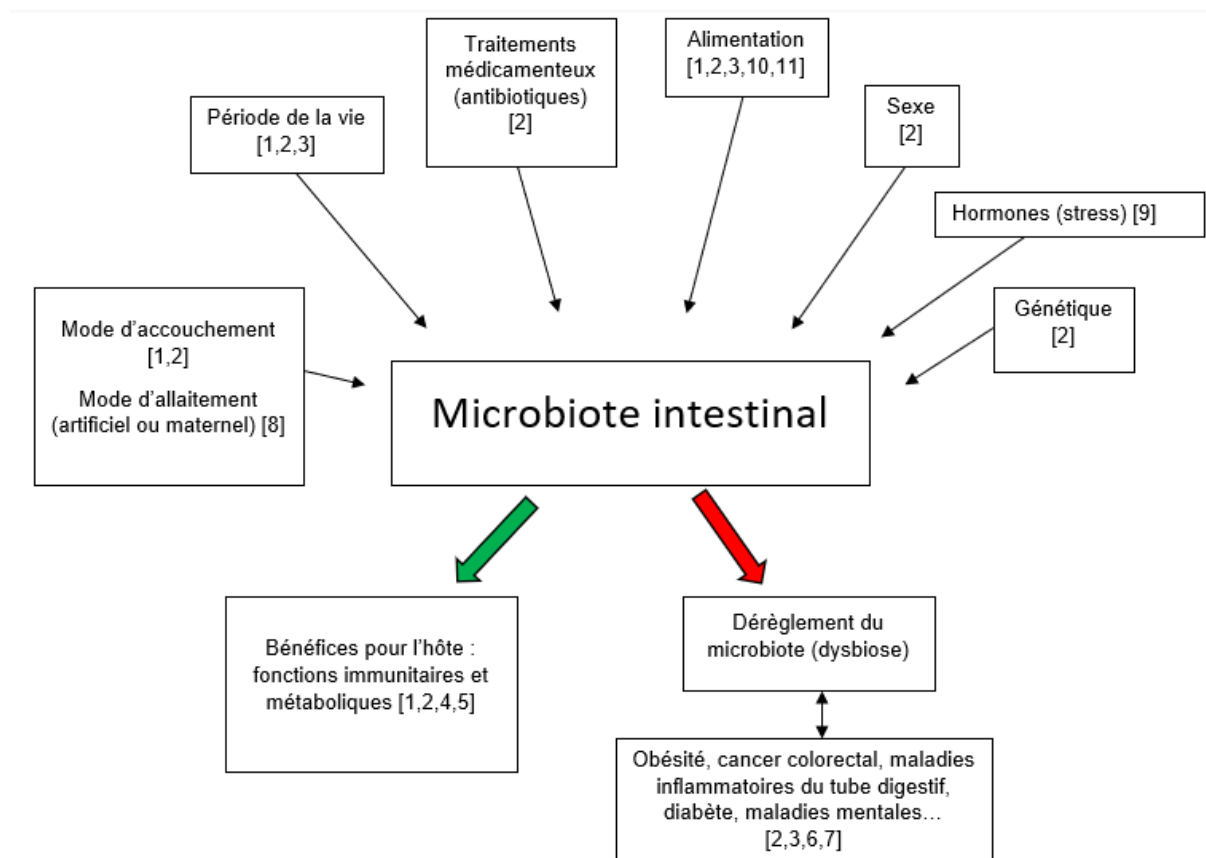 Traitements
médicamenteux
(antibiotiques)
[2]
Alimentation
[1,2,3,10,11]
Sexe
[2]
Période de la vie
[1,2,3]
Hormones (stress) [9]
Génétique
[2]
Mode d’accouchement
[1,2]
Mode d’allaitement
(artificiel ou maternel) [8]
Microbiote intestinal
Bénéfices pour l’hôte :
fonctions immunitaires et
métaboliques [1,2,4,5]
Dérèglement du
microbiote (dysbiose)
Obésité, cancer colorectal, maladies
inflammatoires du tube digestif,
diabète, maladies mentales…
[2,3,6,7]